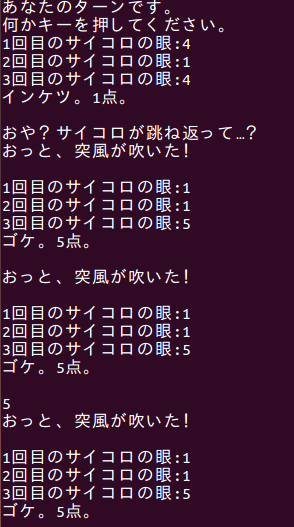 あなたのターンです。
何かキーを押してください。
1回目のサイコロの眼:4
2回目のサイコロの眼:1
3回目のサイコロの眼:4
インケツ。1点。
おや?サイコロが跳ね返って…?
おっと、突風が吹いた!
1回目のサイコロの眼:1
2回目のサイコロの眼:1
3回目のサイコロの眼:5
ゴケ。5点。
おっと、突風が吹いた!
1回目のサイコロの眼:1
2回目のサイコロの眼:1
3回目のサイコロの眼:5
ゴケ。5点。
5
おっと、突風が吹いた!
1回目のサイコロの眼:1
2回目のサイコロの眼:1
3回目のサイコロの眼:5
ゴケ。5点。